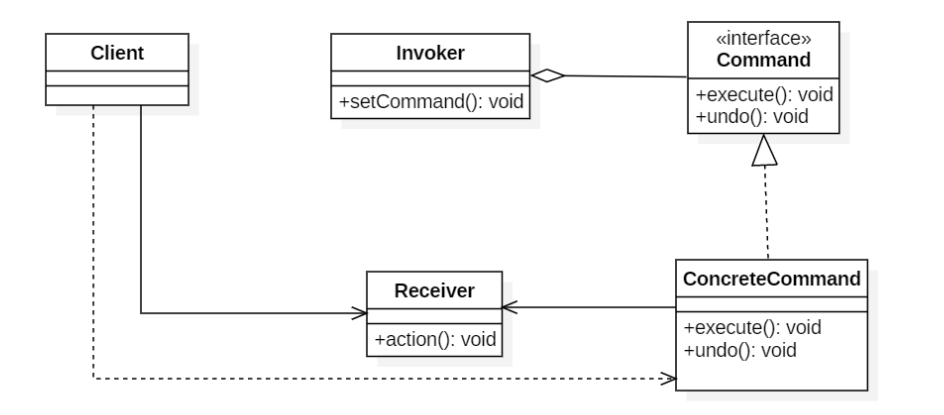 Client
Invoker
+setCommand(): void
«interface»
Command
+execute(): void
+undo(): void
Receiver
+action(): void
ConcreteCommand
+execute(): void
+undo(): void